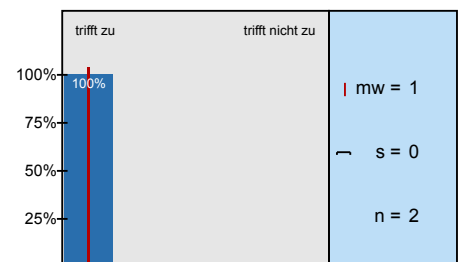 trifft zu trifft nicht zu
100%
100%
mw = 1
75%
50%
s = 0
25%
n = 2